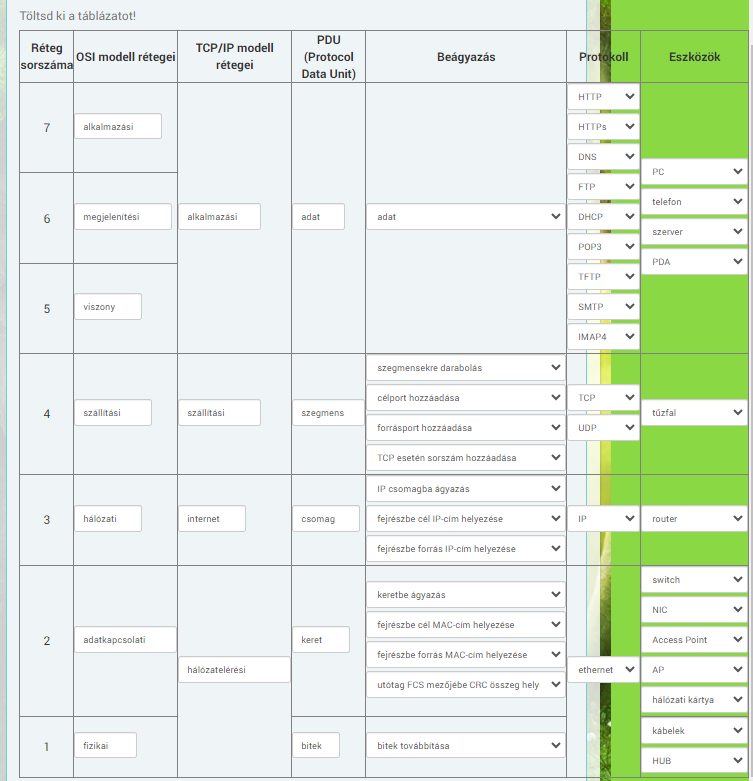 Töltsd ki a táblázatot!
Réteg sorszáma
OSI modell rétegei
TCP/IP modell rétegei
PDU (Protocol Data Unit)
Beágyazás
Protokoll
Eszközök
7
alkalmazási
6
megjelenítési
5
viszony
alkalmazási
adat
adat
HTTP
HTTPs
DNS
FTP
DHCP
POP3
TFTP
SMTP
IMAP4
PC
telefon
szerver
PDA
4
szállítási
szállítási
szegmens
szegmensekre darabolás
célport hozzáadása
forrásport hozzáadása
TCP esetén sorszám hozzáadása
TCP
UDP
tűzfal
3
hálózati
internet
csomag
IP csomagba ágyazás
fejrészbe cél IP-cím helyezése
fejrészbe forrás IP-cím helyezése
IP
router
2
adatkapcsolati
hálózatelérési
keret
keretbe ágyazás
fejrészbe cél MAC-cím helyezése
fejrészbe forrás MAC-cím helyezése
utótag FCS mezőjébe CRC összeg hely
ethernet
switch
NIC
Access Point
AP
hálózati kártya
1
fizikai
bitek
bitek továbbítása
kábelek
HUB